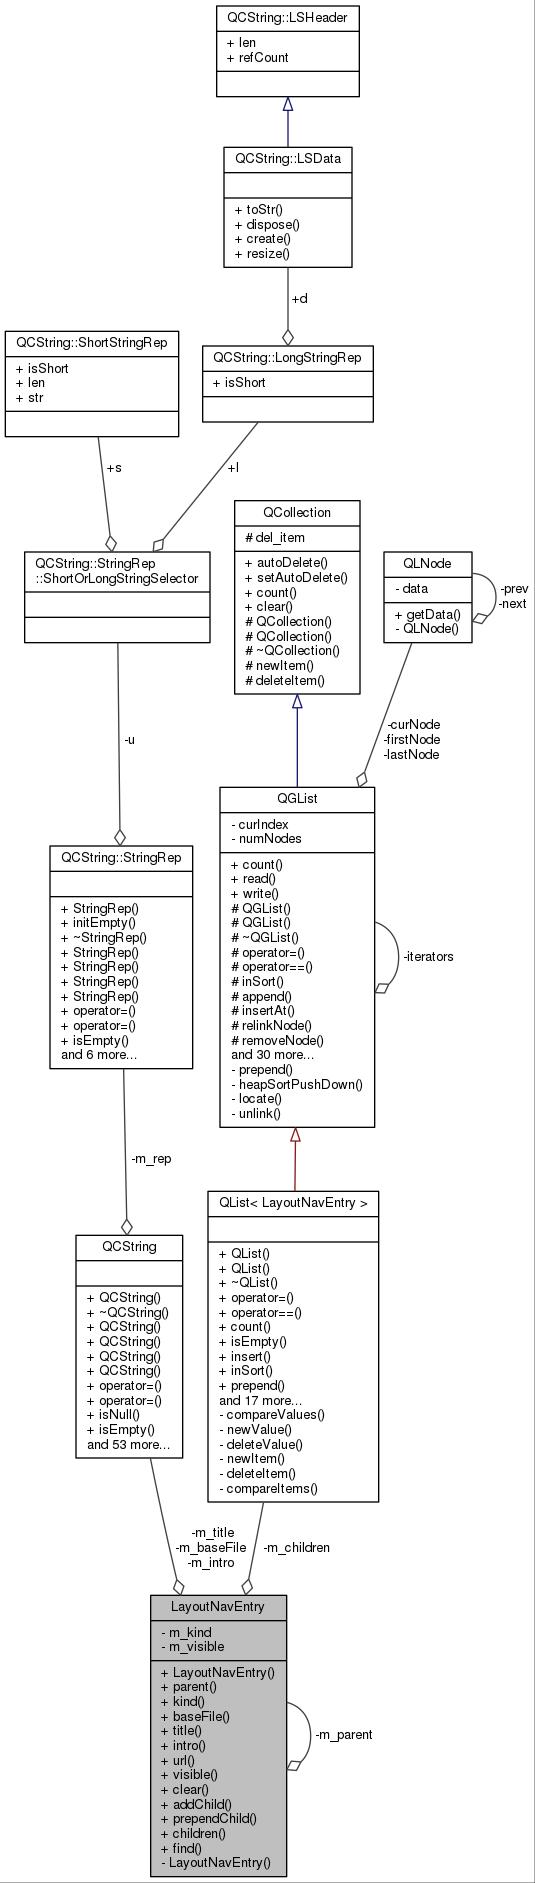 QCString::LSHeader
+ len
+ refCount
QCString::LSData
+ toStr()
+ dispose()
+ create()
+ resize()
+d
QCString::ShortStringRep
+ isShort
+ len
+ str
QCString::LongStringRep
+ isShort
+s
+l
QCString::StringRep
::ShortOrLongStringSelector
QCollection
# del_item
+ autoDelete()
+ setAutoDelete()
+ count()
+ clear()
# QCollection()
# QCollection()
# ~QCollection()
# newItem()
# deleteItem()
QLNode
- data
+ getData()
- QLNode()
-prev
-next
-u
-curNode
-firstNode
-lastNode
QCString::StringRep
+ StringRep()
+ initEmpty()
+ ~StringRep()
+ StringRep()
+ StringRep()
+ StringRep()
+ StringRep()
+ operator=()
+ operator=()
+ isEmpty()
and 6 more...
QGList
- curIndex
- numNodes
+ count()
+ read()
+ write()
# QGList()
# QGList()
# ~QGList()
# operator=()
# operator==()
# inSort()
# append()
# insertAt()
# relinkNode()
# removeNode()
and 30 more...
- prepend()
- heapSortPushDown()
- locate()
- unlink()
-iterators
-m_rep
QCString
+ QCString()
+ ~QCString()
+ QCString()
+ QCString()
+ QCString()
+ QCString()
+ operator=()
+ operator=()
+ isNull()
+ isEmpty()
and 53 more...
QList< LayoutNavEntry >
+ QList()
+ QList()
+ ~QList()
+ operator=()
+ operator==()
+ count()
+ isEmpty()
+ insert()
+ inSort()
+ prepend()
and 17 more...
- compareValues()
- newValue()
- deleteValue()
- newItem()
- deleteItem()
- compareItems()
-m_title
-m_baseFile
-m_intro
-m_children
LayoutNavEntry
- m_kind
- m_visible
+ LayoutNavEntry()
+ parent()
+ kind()
+ baseFile()
+ title()
+ intro()
+ url()
+ visible()
+ clear()
+ addChild()
+ prependChild()
+ children()
+ find()
- LayoutNavEntry()
-m_parent